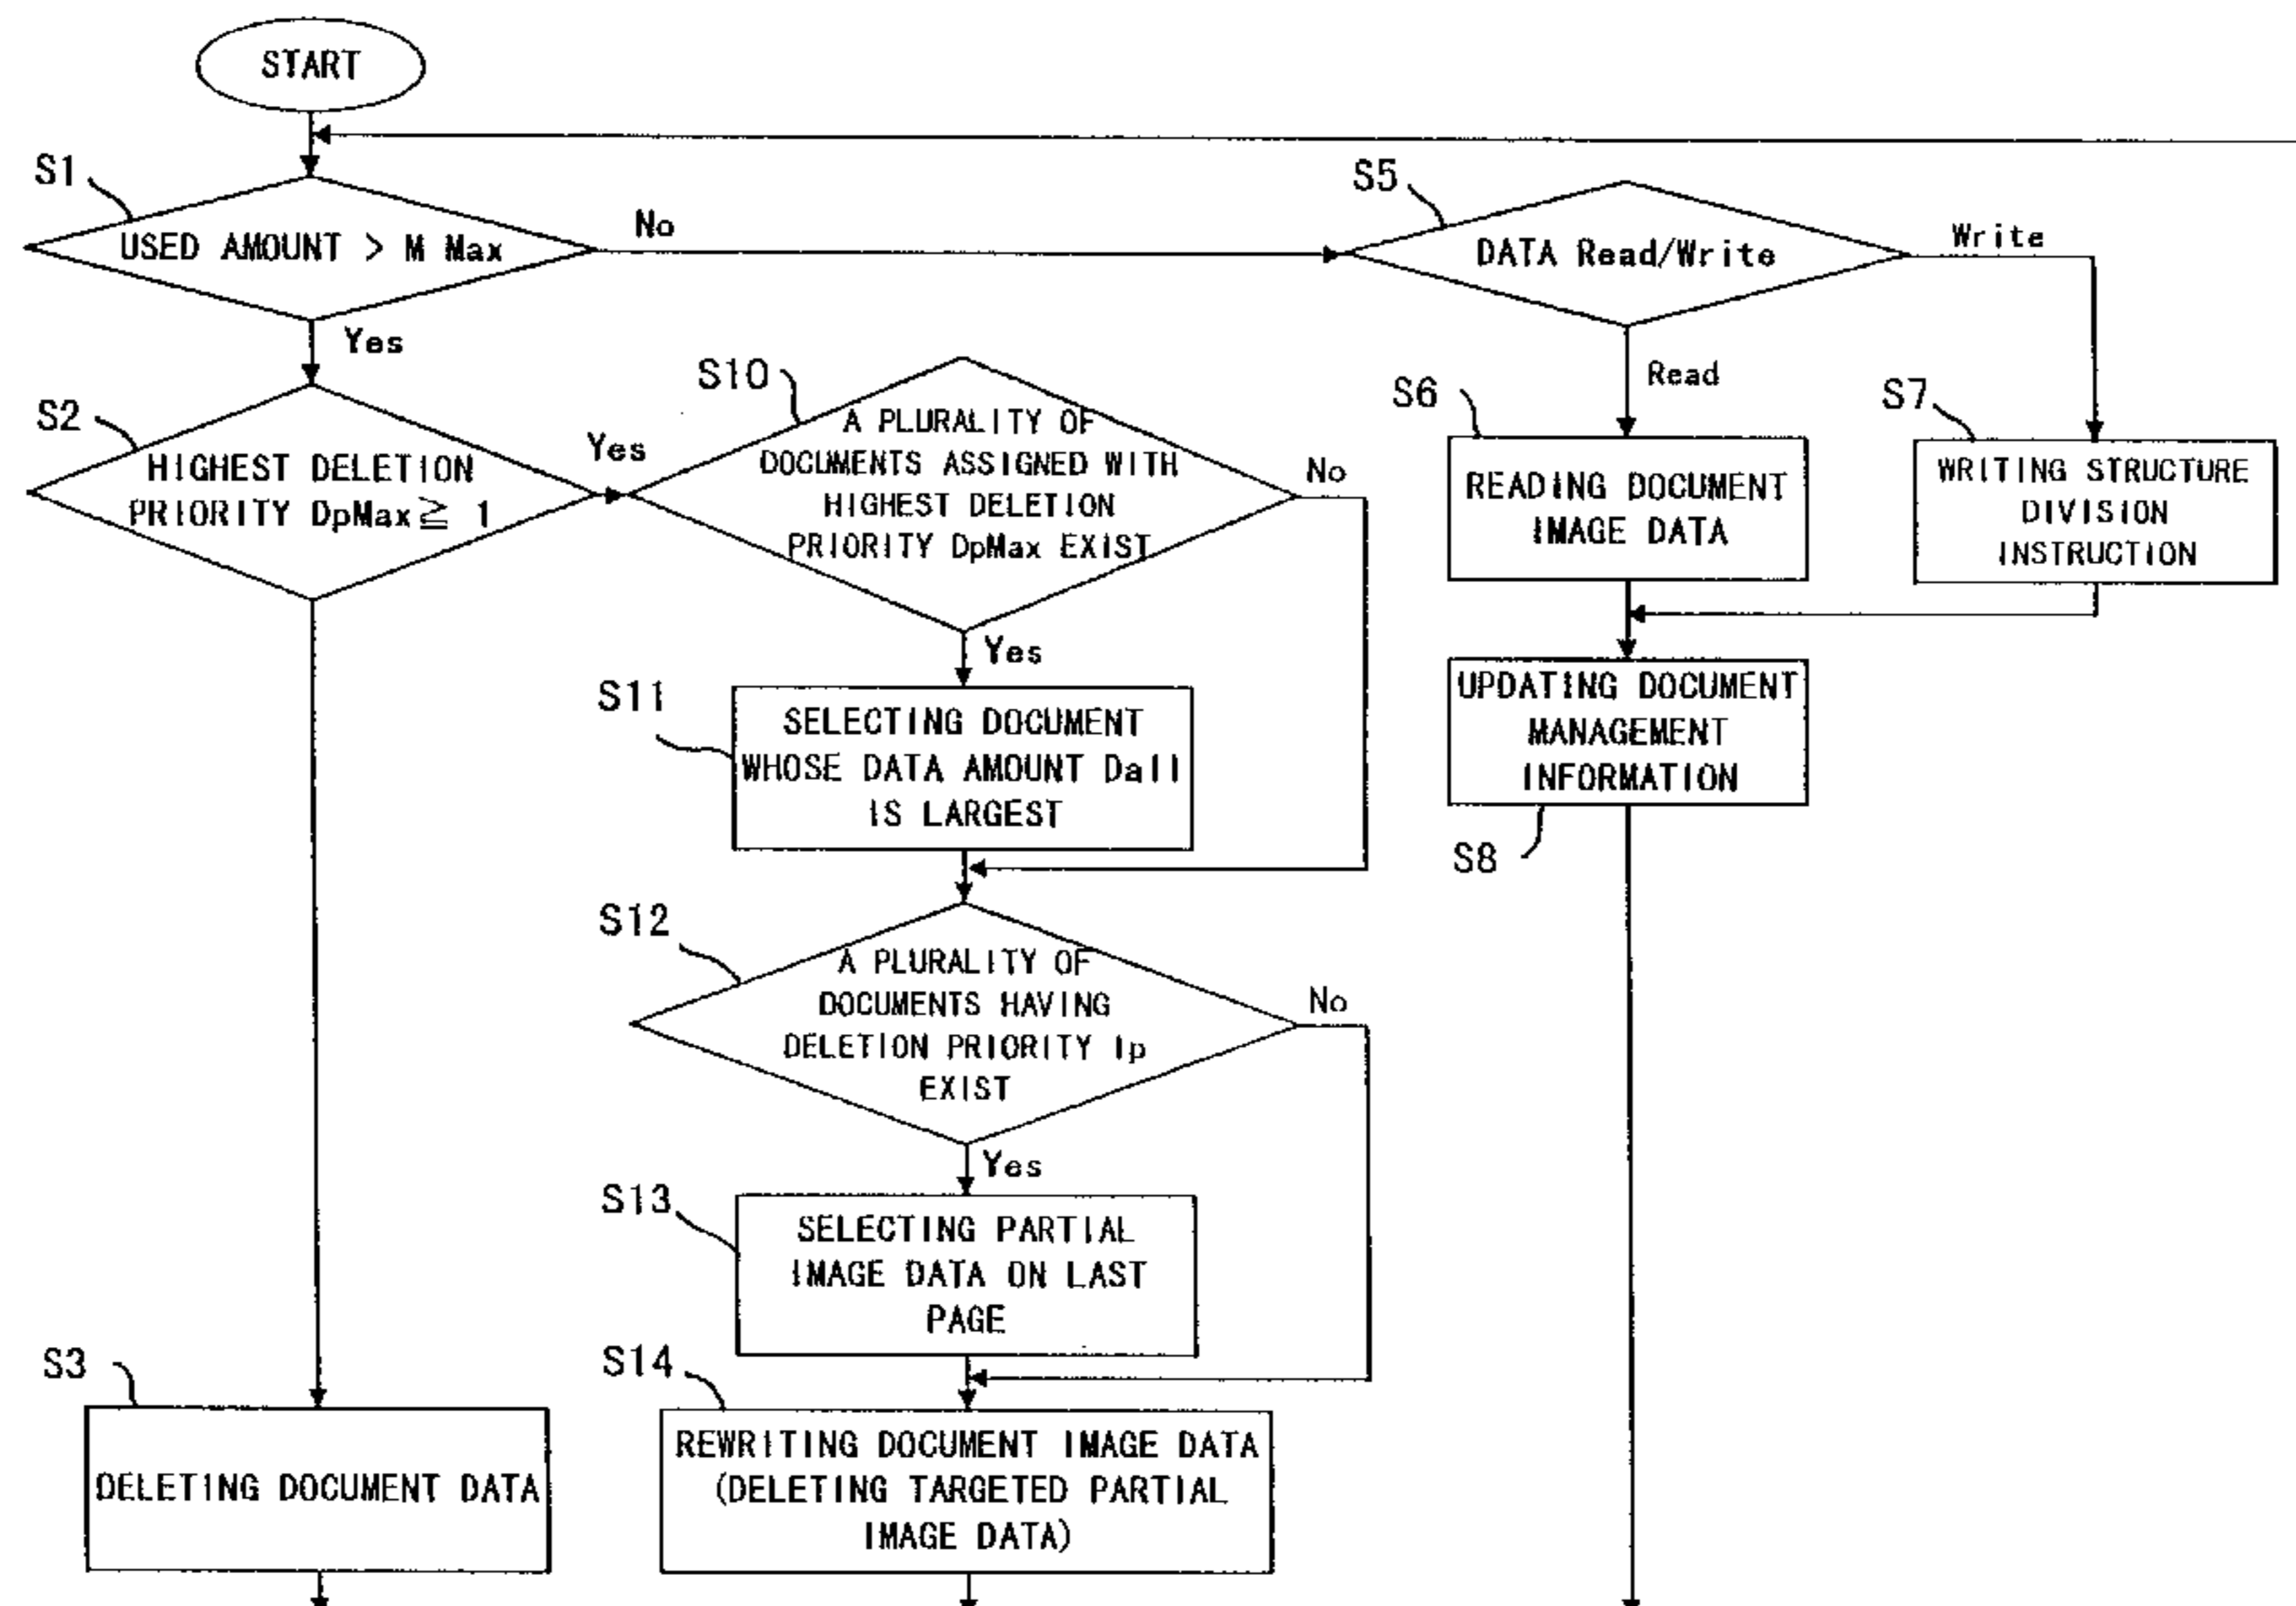 START
S1
USED AMOUNT > M Max
No
Yes
S5
DATA Read/Write
Write
Read
S2
HIGHEST DELETION
PRIORITY DpMax≧ 1
Yes
S10
A PLURALITY OF
DOCUMENTS ASSIGNED WITH
HIGHEST DELETION
PRIORITY DpMax EXIST
No
Yes
S6
READING DOCUMENT
IMAGE DATA
S7
WRITING STRUCTURE
DIVISION
INSTRUCTION
S11
SELECTING DOCUMENT
WHOSE DATA AMOUNT Dall
IS LARGEST
UPDATING DOCUMENT
MANAGEMENT
INFORMATION
S8
S12
A PLURALITY OF
DOCUMENTS HAVING
DELETION PRIORITY Ip
EXIST
No
Yes
S13
SELECTING PARTIAL
IMAGE DATA ON LAST
PAGE
S3
DELETING DOCUMENT DATA
S14
REWRITING DOCUMENT IMAGE DATA
(DELETING TARGETED PARTIAL
IMAGE DATA)